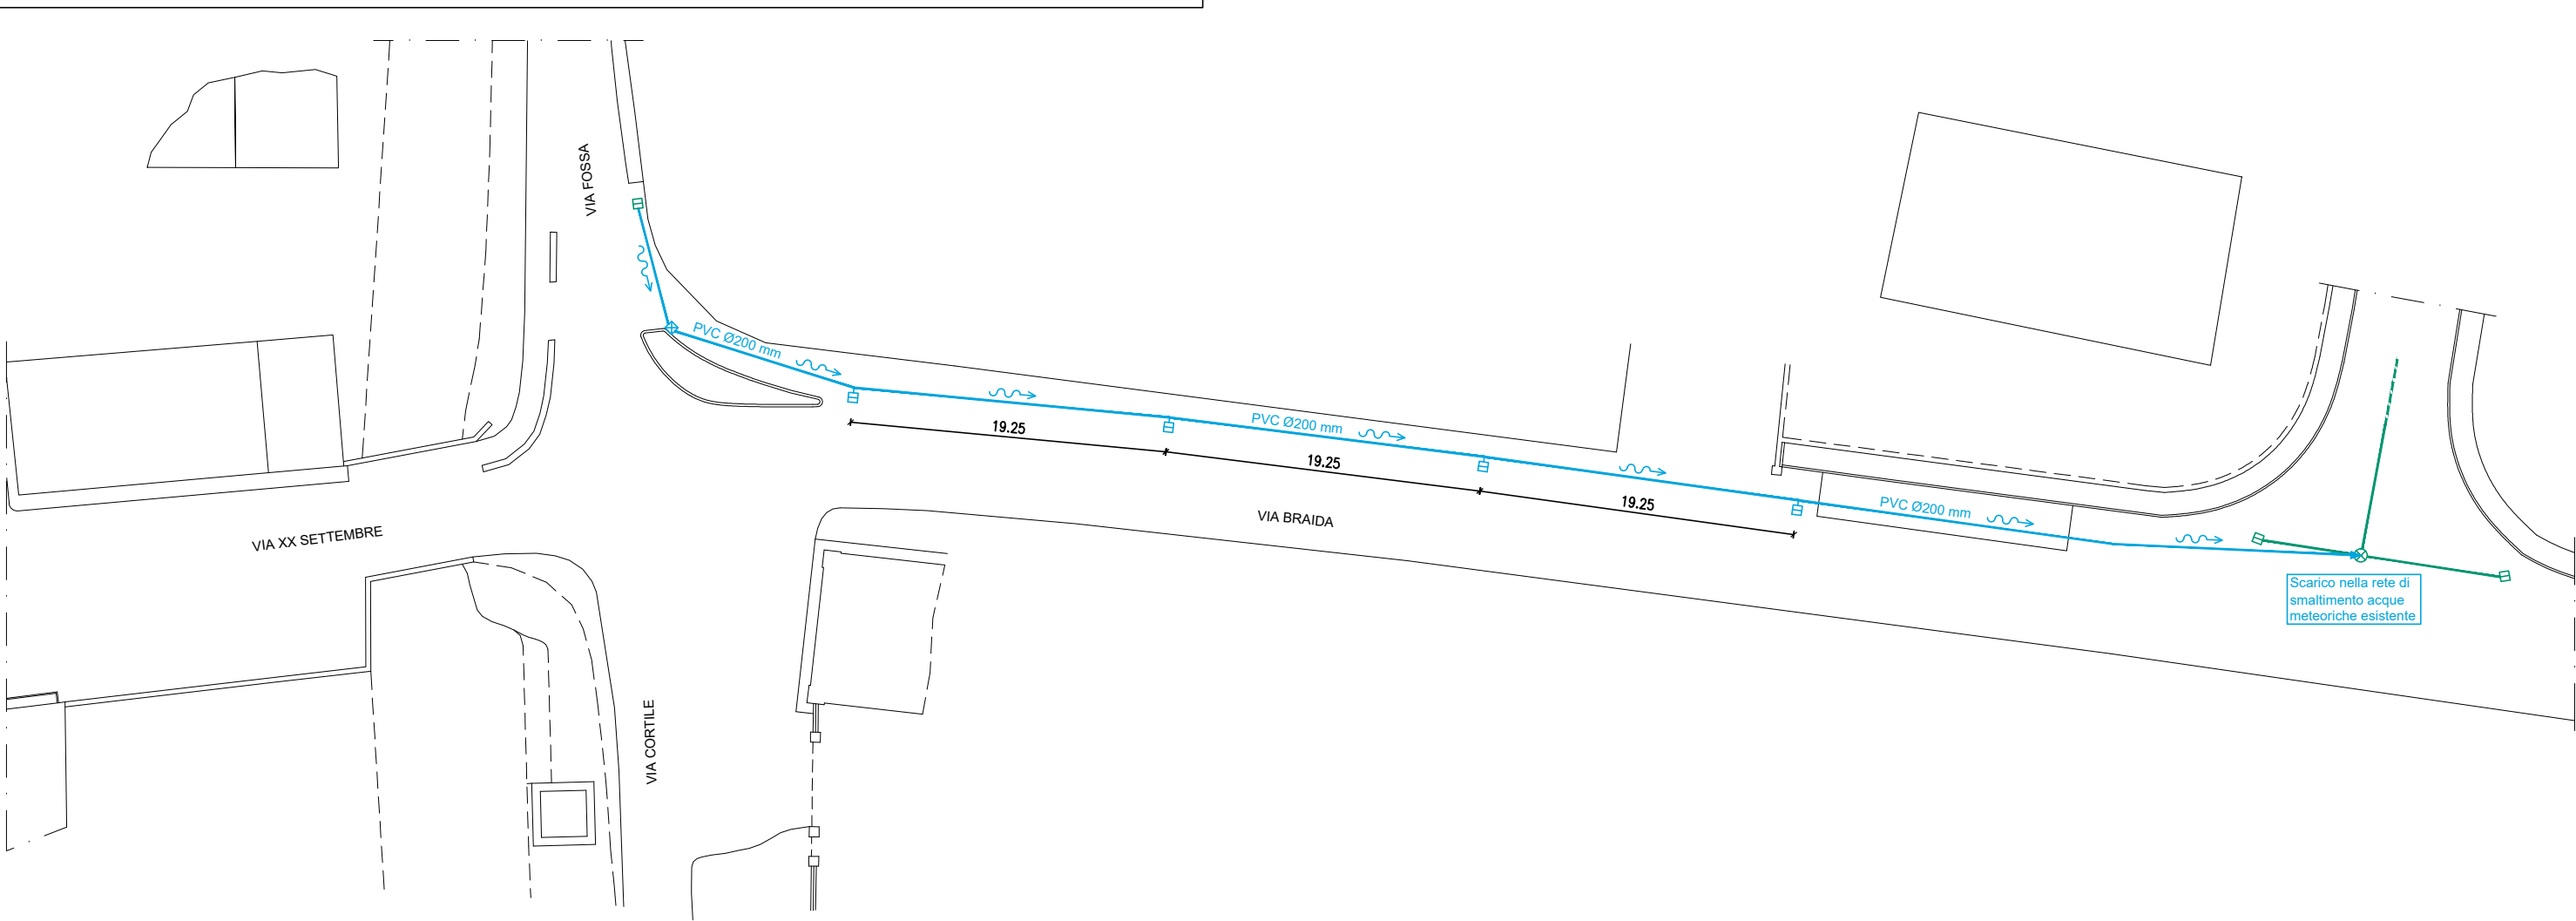 VIA FOSSA
PVC Ø200 mm
19.25
PVC Ø200 mm
19.25
19.25
PVC Ø200 mm
VIA BRAIDA
VIA XX SETTEMBRE
Scarico nella rete di
smaltimento acque
meteoriche esistente
VIA CORTILE